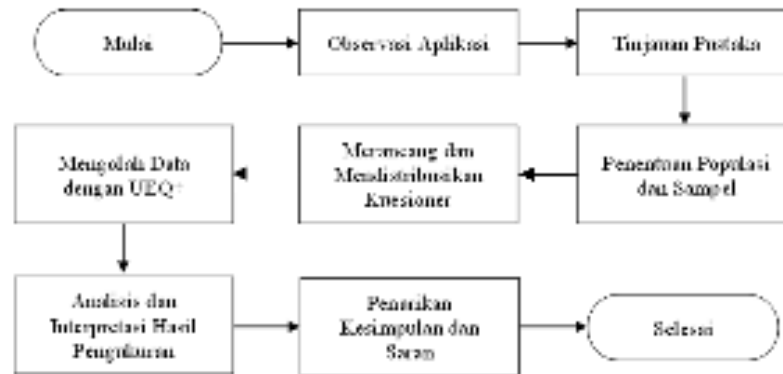 Mulai
Observasi Aplikasi
Tinjauan Pustaka
Penentuan Populasi
dan Sampel
Merancang dan
Mendistribusikan
Kuesioner
Mengolah Data
dengan UEQ+
Analisis dan
Interpretasi Hasil
Pengukuran
Penarikan
Kesimpulan dan
Saran
Selesai